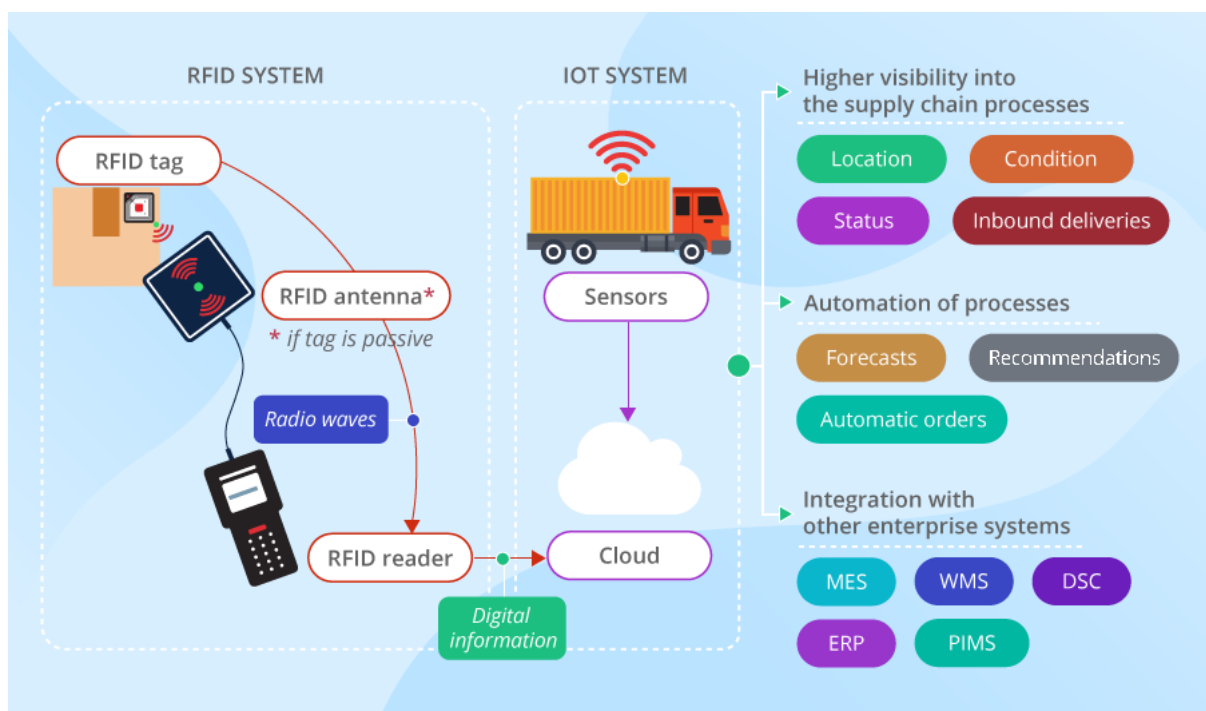 RFID SYSTEM
RFID tag
RFID antenna*
* if tag is passive
Radio waves
RFID reader
Digital
information
IOT SYSTEM
Sensors
Cloud
Higher visibility into
the supply chain processes
Location
Condition
Status
Inbound deliveries
Automation of processes
Forecasts
Recommendations
Automatic orders
Integration with
other enterprise systems
MES
WMS
DSC
ERP
PIMS